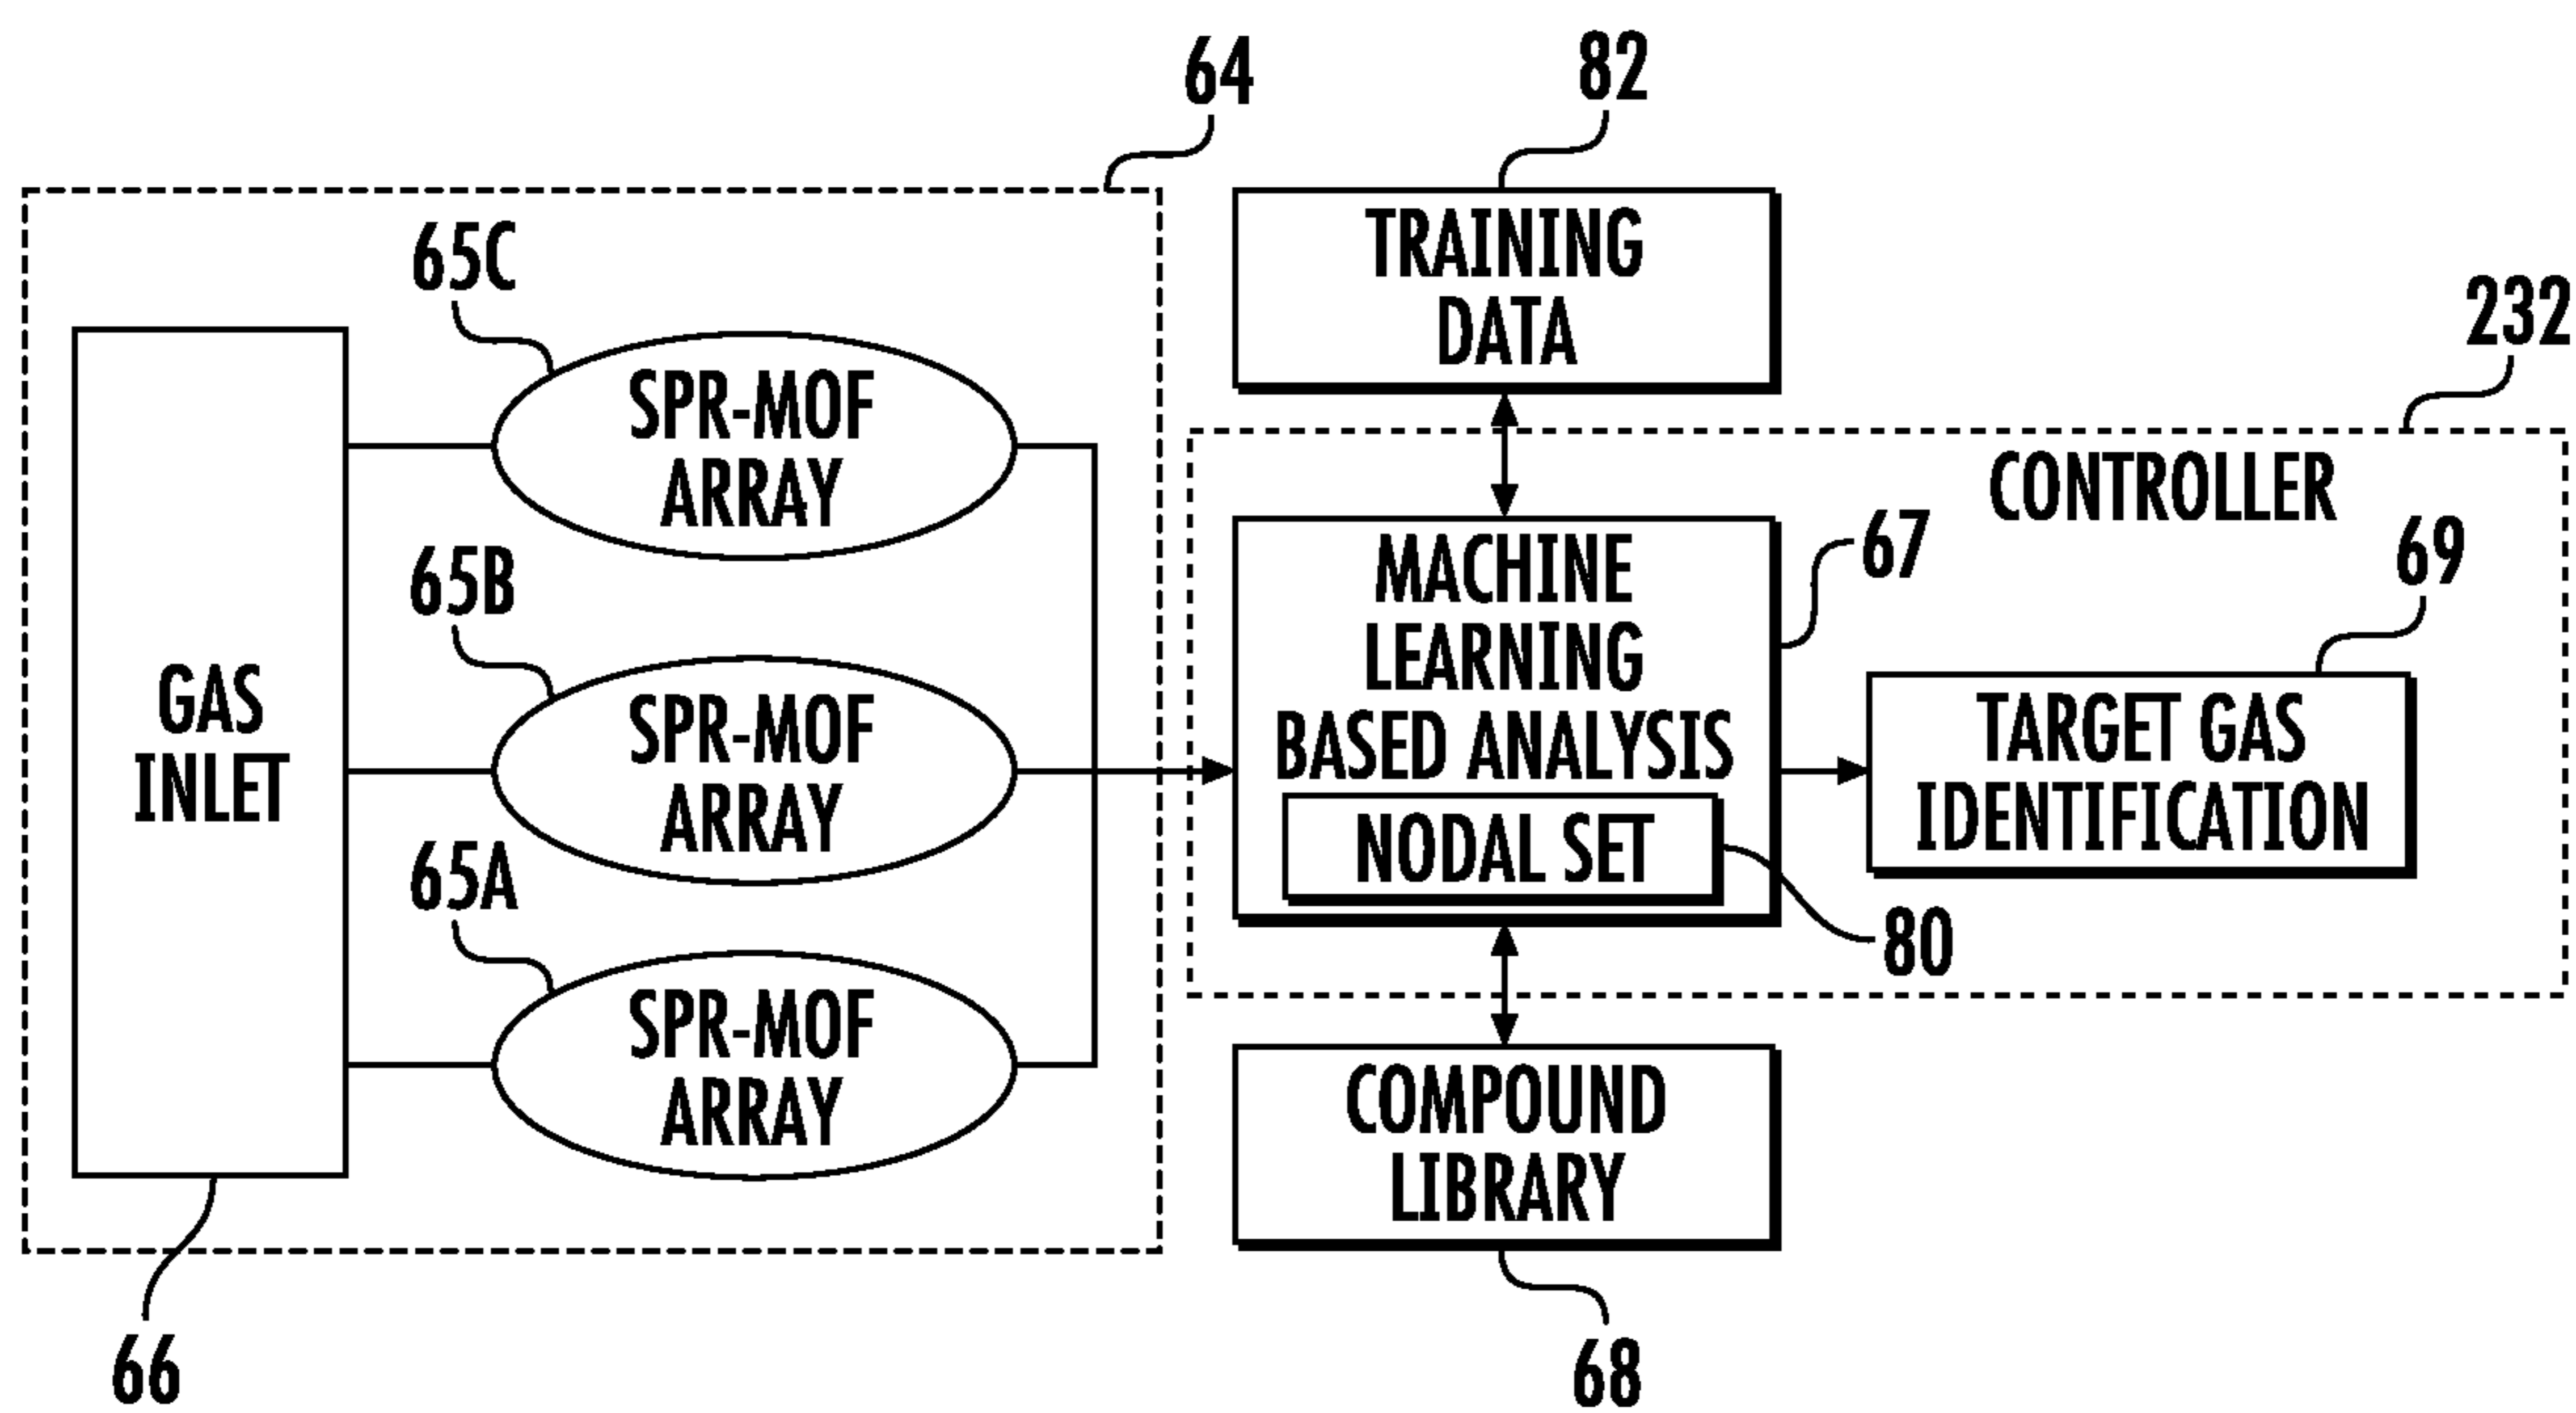 64
82
65C
TRAINING
DATA
232
SPR-MOF
ARRAY
CONTROLLER
65B
MACHINE
LEARNING
BASED ANALYSIS
67
69
GAS
INLET
SPR-MOF
ARRAY
TARGET GAS
IDENTIFICATION
NODAL SET
65A
80
SPR-MOF
ARRAY
COMPOUND
LIBRARY
66
68